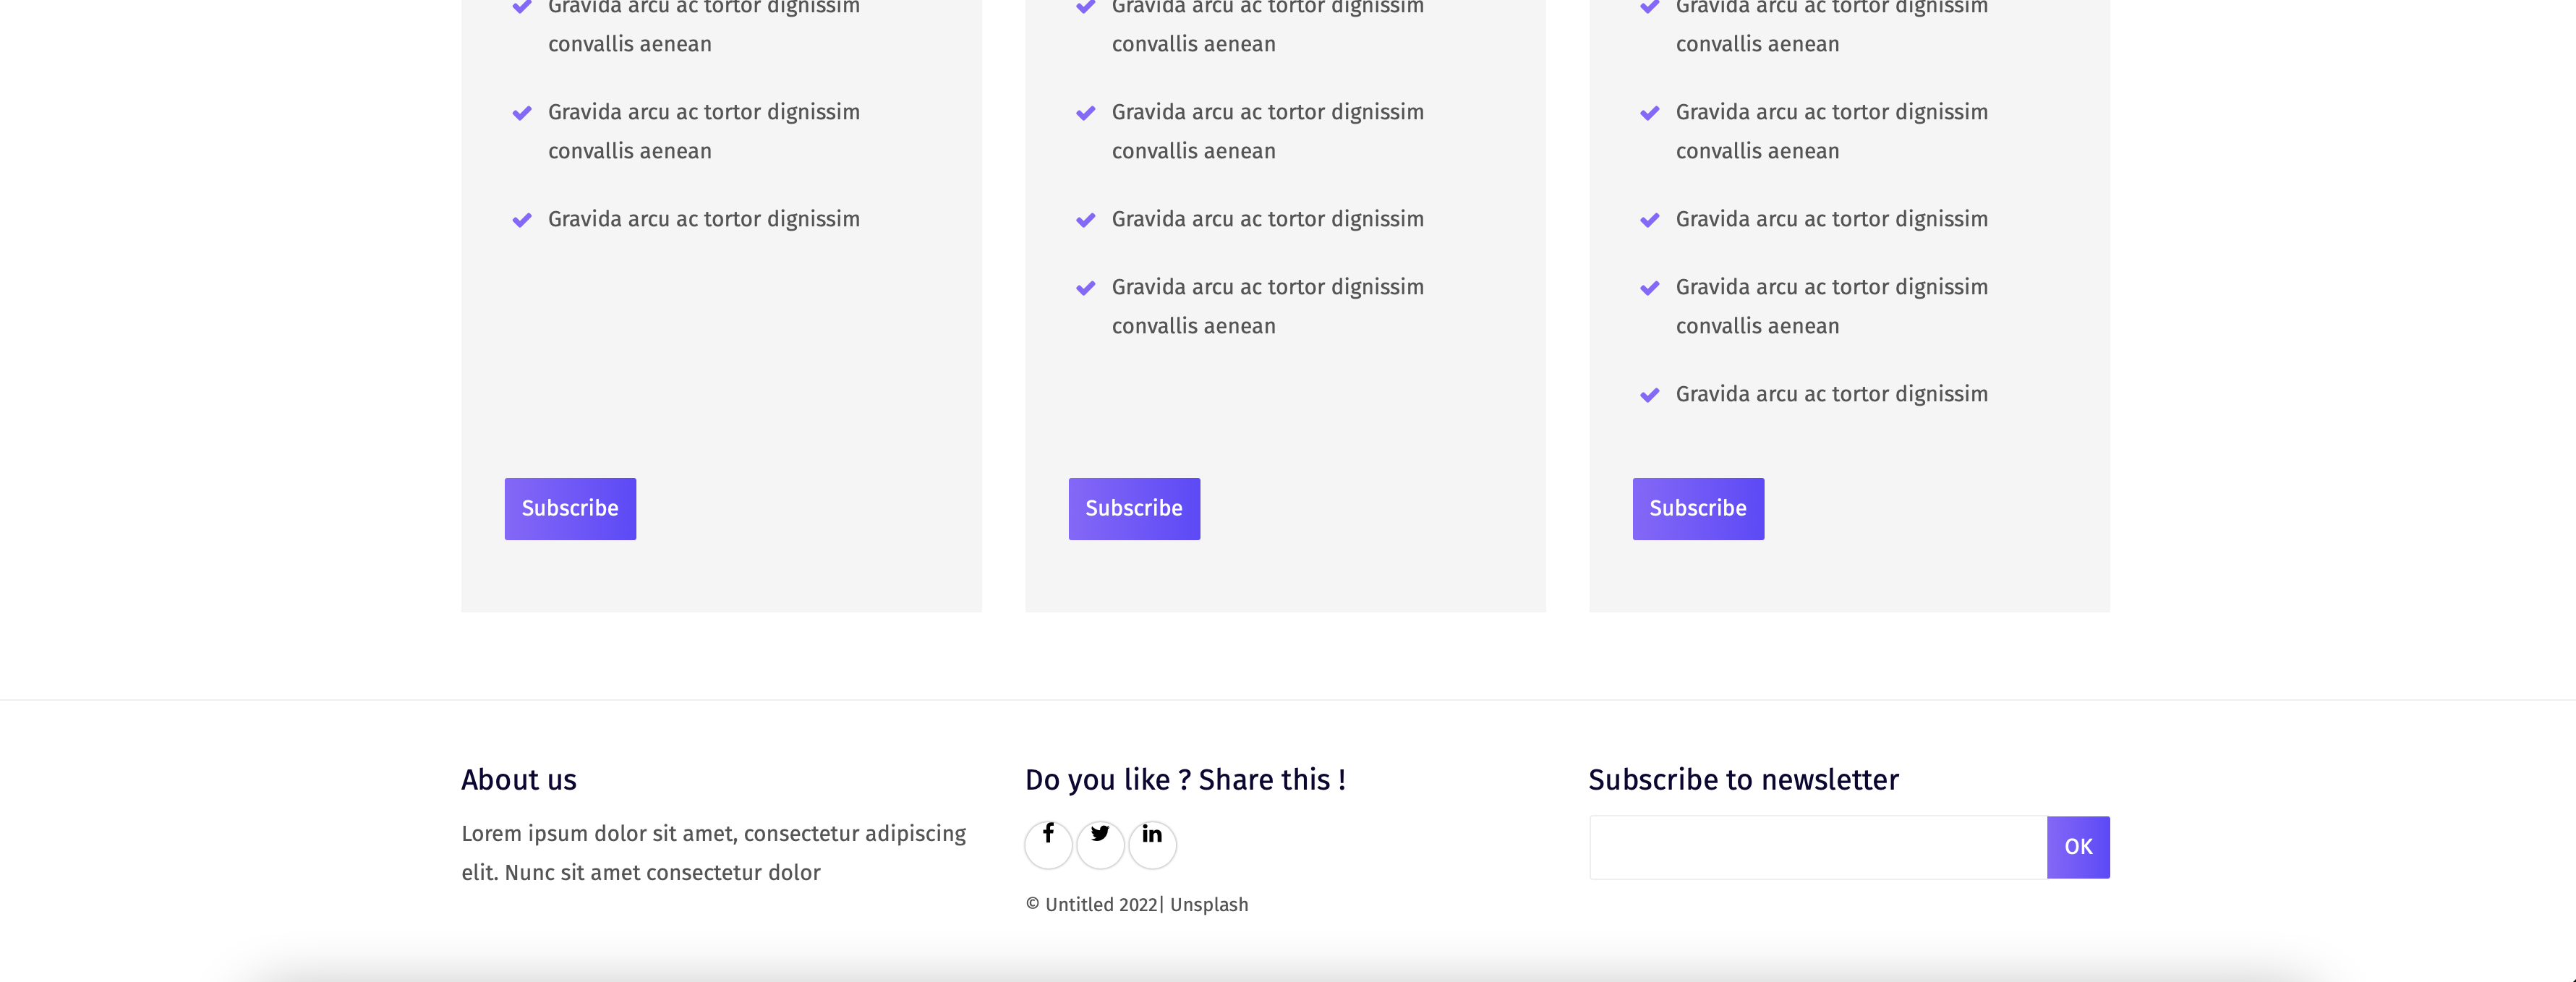 Gravida arcu ac tortor dignissim
convallis aenean
Gravida arcu ac tortor dignissim
convallis aenean
Gravida arcu ac tortor dignissim
Subscribe
Gravida arcu ac tortor dignissim
convallis aenean
Gravida arcu ac tortor dignissim
convallis aenean
Gravida arcu ac tortor dignissim
Gravida arcu ac tortor dignissim
convallis aenean
Subscribe
Gravida arcu ac tortor dignissim
convallis aenean
Gravida arcu ac tortor dignissim
convallis aenean
Gravida arcu ac tortor dignissim
Gravida arcu ac tortor dignissim
convallis aenean
Gravida arcu ac tortor dignissim
Subscribe
About us
Lorem ipsum dolor sit amet, consectetur adipiscing
elit. Nunc sit amet consectetur dolor
Do you like ? Share this !
© Untitled 2022| Unsplash
Subscribe to newsletter
OK